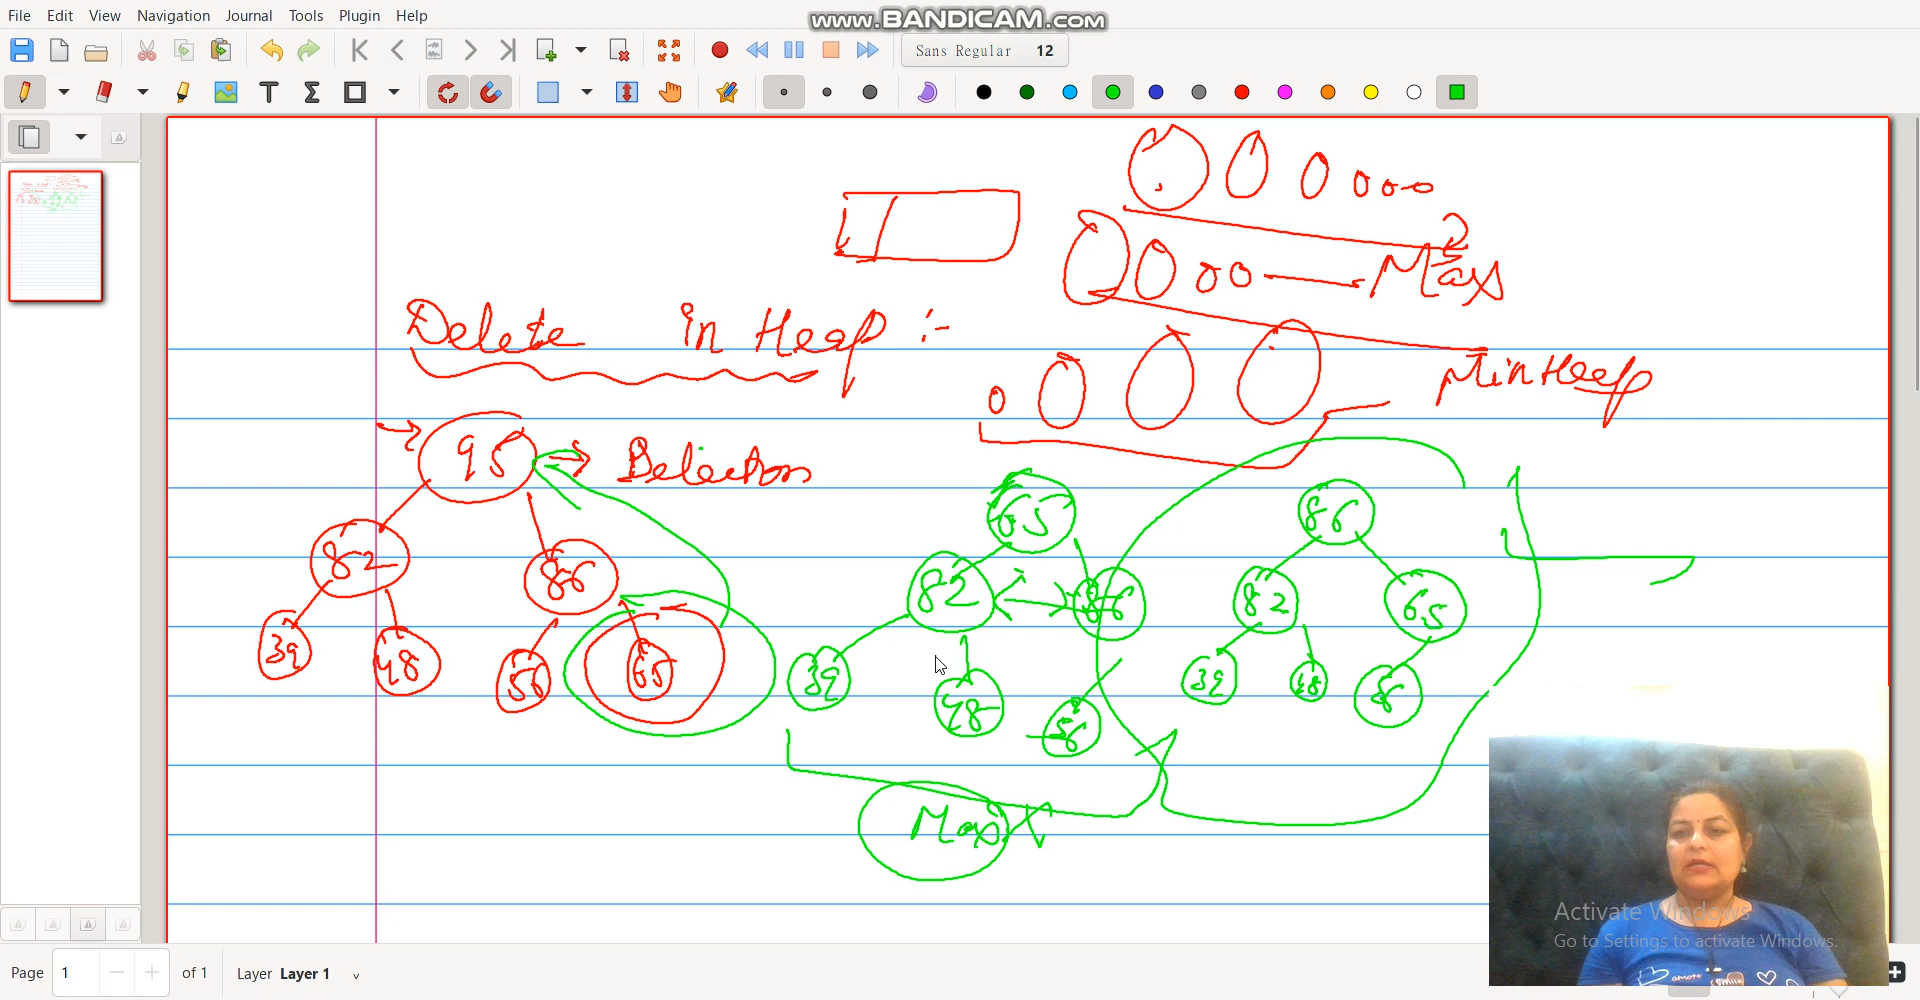 File Edit View Navigation Journal Tools Plugin Help
www.BANDICAM.com
Sans Regular 12
T Σ
Max
Delete in Heap :-
MinHeap
95 Deletion
65 86
82 86 82 65
82 86
39 48 56 65
39 48 56
39 48 56
Max
Activate Windows
Go to Settings to activate Windows.
Page 1 of 1 Layer Layer 1